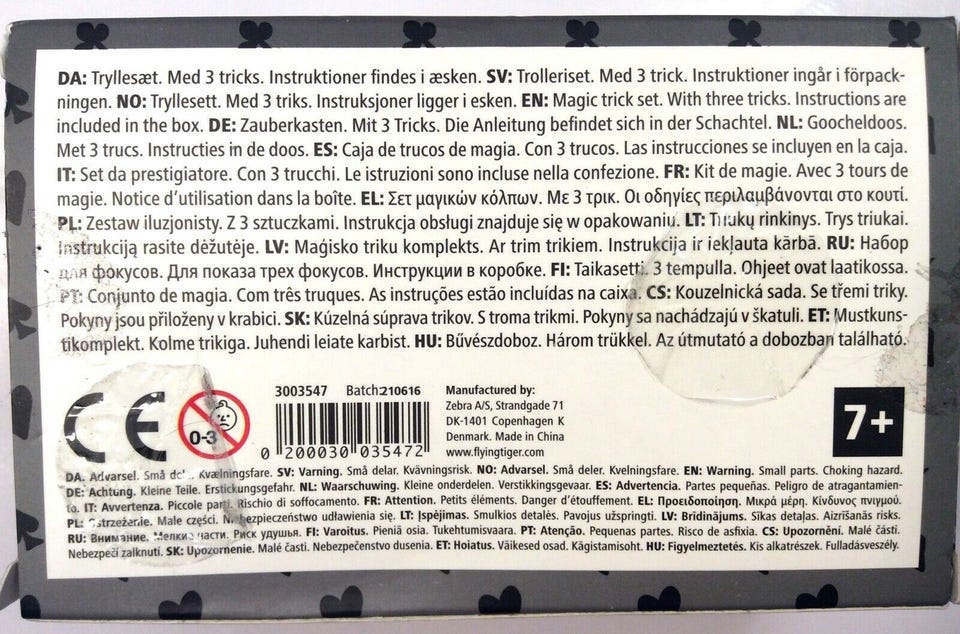 DA: Tryllesæt. Med 3 tricks. Instruktioner findes i æsken. SV: Trolleriset. Med 3 trick. Instruktioner ingår i förpack-
ningen. NO: Tryllesett. Med 3 triks. Instruksjoner ligger i esken. EN: Magic trick set. With three tricks. Instructions are
included in the box. DE: Zauberkasten. Mit 3 Tricks. Die Anleitung befindet sich in der Schachtel. NL: Goocheldoos.
Met 3 trucs. Instructies in de doos. ES: Caja de trucos de magia. Con 3 trucos. Las instrucciones se incluyen en la caja.
IT: Set da prestigiatore. Con 3 trucchi. Le istruzioni sono incluse nella confezione. FR: Kit de magie. Avec 3 tours de
magie. Notice d'utilisation dans la boîte. EL: Σετ μαγικών κόλπων. Με 3 τρικ. Οι οδηγίες περιλαμβάνονται στο κουτί.
PL: Zestaw iluzjonisty. Z 3 sztuczkami. Instrukcja obsługi znajduje się w opakowaniu. LT: Triukų rinkinys. Trys triukai.
Instrukciją rasite dėžutėje. LV: Maģisko triku komplekts. Ar trim trikiem. Instrukcija ir iekļauta kārbā. RU: Набор
для фокусов. Для показа трех фокусов. Инструкции в коробке. FI: Taikasetti. 3 tempulla. Ohjeet ovat laatikossa.
PT: Conjunto de magia. Com três truques. As instruções estão incluídas na caixa. CS: Kouzelnická sada. Se třemi triky.
Pokyny jsou přiloženy v krabici. SK: Kúzelná súprava trikov. S troma trikmi. Pokyny sa nachádzajú v škatuli. ET: Mustkuns-
tikomplekt. Kolme trikiga. Juhendi leiate karbist. HU: Bűvészdoboz. Három trükkel. Az útmutató a dobozban található.
CE
0-3
3003547 Batch:210616
0 200030 035472
Manufactured by:
Zebra A/S, Strandgade 71
DK-1401 Copenhagen K
Denmark. Made in China
www.flyingtiger.com
7+
DA. Advarsel. Små dele. Kvælningsfare. SV: Varning. Små delar. Kvävningsrisk. NO: Advarsel. Små deler. Kvelningsfare. EN: Warning. Small parts. Choking hazard.
DE: Achtung. Kleine Teile. Erstickungsgefahr. NL: Waarschuwing. Kleine onderdelen. Verstikkingsgevaar. ES: Advertencia. Partes pequeñas. Peligro de atragantamien-
to. IT: Avvertenza. Piccole parti. Rischio di soffocamento. FR: Attention. Petits éléments. Danger d'étouffement. EL: Προειδοποίηση. Μικρά μέρη. Κίνδυνος πνιγμού.
PL: Ostrzeżenie. Małe części. Niebezpieczeństwo udławienia się. LT: Įspėjimas. Smulkios detalės. Pavojus užspringti. LV: Brīdinājums. Sīkas detaļas. Aizrīšanās risks.
RU: Внимание. Мелкие части. Риск удушья. FI: Varoitus. Pieniä osia. Tukehtumisvaara. PT: Atenção. Pequenas partes. Risco de asfixia. CS: Upozornění. Malé části.
Nebezpečí zalknutí. SK: Upozornenie. Malé časti. Nebezpečenstvo dusenia. ET: Hoiatus. Väikesed osad. Kägistamisoht. HU: Figyelmeztetés. Kis alkatrészek. Fulladásveszély.